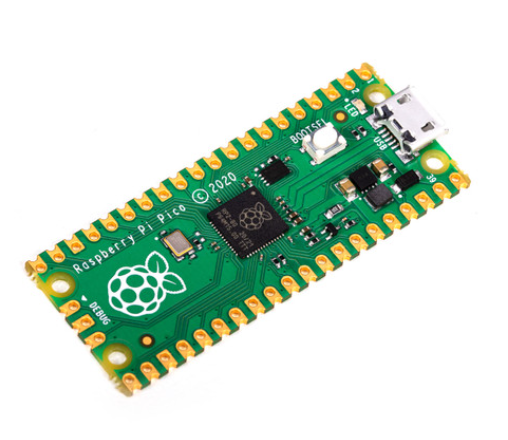 1
2
LED
USB
BOOTSEL
39
Raspberry Pi Pico © 2020
DEBUG